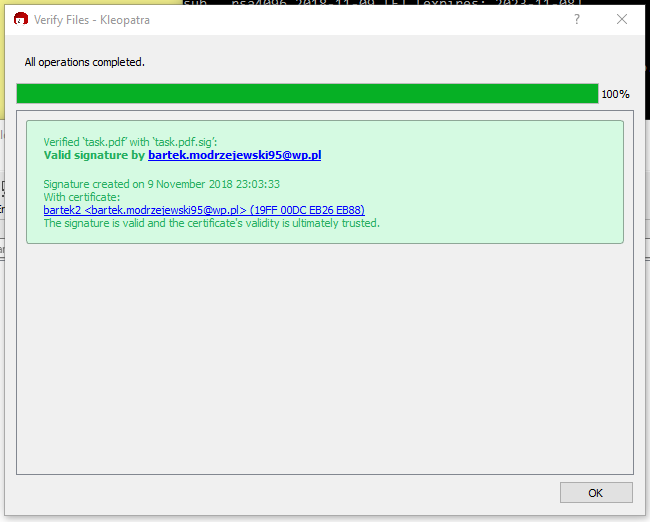 sub rsa4096 2018-11-09 [E] [expires: 2023-11-08]
Verify Files - Kleopatra
?
All operations completed.
100%
Verified ‘task.pdf’ with ‘task.pdf.sig’:
Valid signature by bartek.modrzejewski95@wp.pl
Signature created on 9 November 2018 23:03:33
With certificate:
bartek2 <bartek.modrzejewski95@wp.pl> (19FF 00DC EB26 EB88)
The signature is valid and the certificate's validity is ultimately trusted.
OK